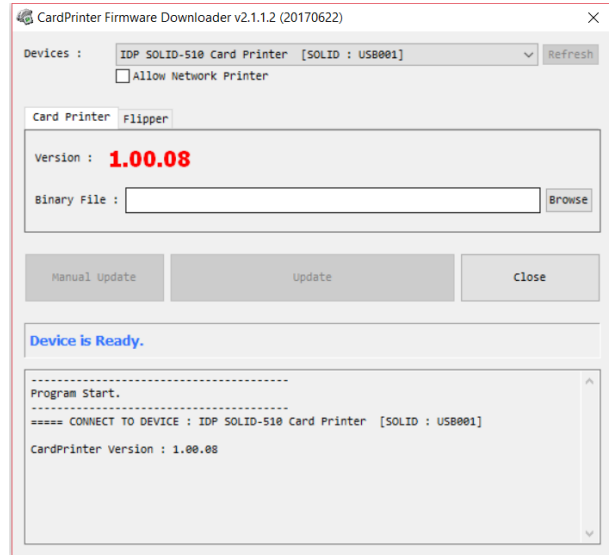 CardPrinter Firmware Downloader v2.1.1.2 (20170622)
Devices : IDP SOLID-510 Card Printer [SOLID : USB001] Refresh
Allow Network Printer
Card Printer Flipper
Version : 1.00.08
Binary File : Browse
Manual Update Update Close
Device is Ready.
----------------------------------------
Program Start.
----------------------------------------
===== CONNECT TO DEVICE : IDP SOLID-510 Card Printer [SOLID : USB001]
CardPrinter Version : 1.00.08